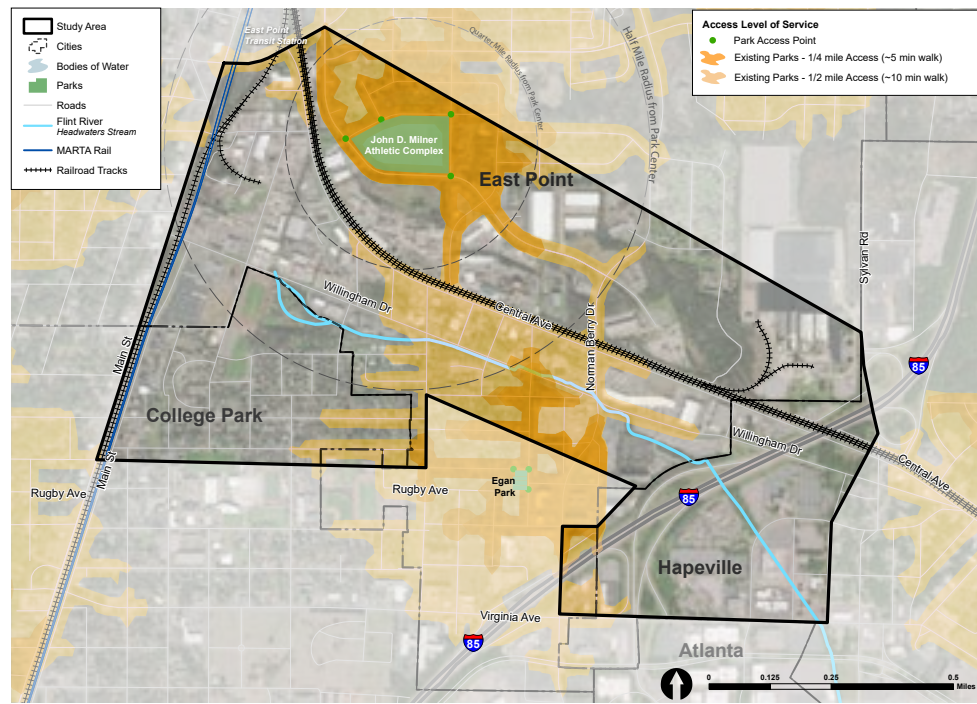 Study Area
Cities
Bodies of Water
Parks
Roads
Flint River
Headwaters Stream
MARTA Rail
Railroad Tracks
East Point
Transit Station
Access Level of Service
Park Access Point
Existing Parks - 1/4 mile Access (~5 min walk)
Existing Parks - 1/2 mile Access (~10 min walk)
Quarter Mile Radius from Park Center
Half Mile Radius from Park Center
John D. Milner
Athletic Complex
East Point
Sylvan Rd
Willingham Dr
Central Ave
Norman Berry Dr
Main St
85
College Park
Willingham Dr
Central Ave
Main St
Rugby Ave
Rugby Ave
Egan
Park
85
Hapeville
Virginia Ave
85
Atlanta
0
0.125
0.25
0.5
Miles